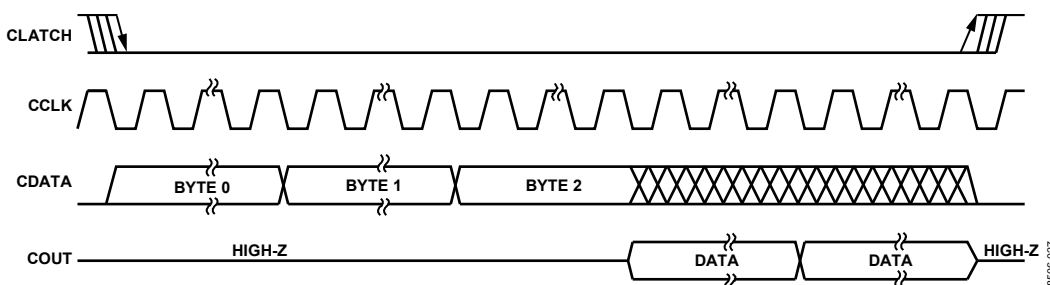 CLATCH
CCLK
CDATA BYTE 0 BYTE 1 BYTE 2
COUT HIGH-Z DATA DATA HIGH-Z